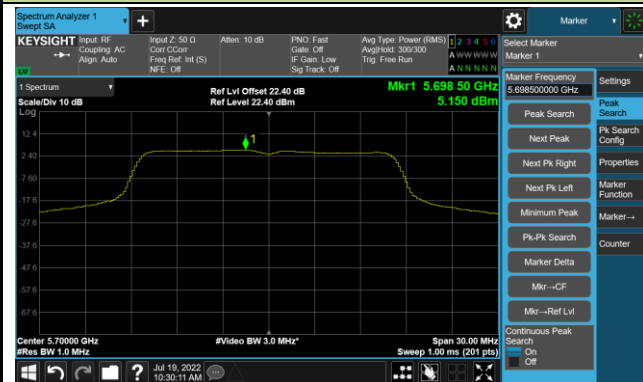 Spectrum Analyzer 1
Swept SA
+
Marker
KEYSIGHT
Input: RF
Coupling: AC
Align: Auto
Input Z: 50 Ω
Corr CCorr
Freq Ref: Int (S)
NFE: Off
Atten: 10 dB
PNO: Fast
Gate: Off
IF Gain: Low
Sig Track: Off
Avg Type: Power (RMS)
Avg|Hold: 300/300
Trig: Free Run
1 2 3 4 5 6
A W W W W W
A N N N N N
LVI
Select Marker
Marker 1
1 Spectrum
Scale/Div 10 dB
Log
Ref Lvl Offset 22.40 dB
Ref Level 22.40 dBm
Mkr1 5.698 50 GHz
5.150 dBm
12.4
2.40
-7.60
-17.6
-27.6
-37.6
-47.6
-57.6
-67.6
1
Center 5.70000 GHz
#Res BW 1.0 MHz
#Video BW 3.0 MHz*
Span 30.00 MHz
Sweep 1.00 ms (201 pts)
Marker Frequency
5.698500000 GHz
Peak Search
Next Peak
Next Pk Right
Next Pk Left
Minimum Peak
Pk-Pk Search
Marker Delta
Mkr→CF
Mkr→Ref Lvl
Continuous Peak
Search
On
Off
Settings
Peak
Search
Pk Search
Config
Properties
Marker
Function
Marker→
Counter
?
Jul 19, 2022
10:30:11 AM